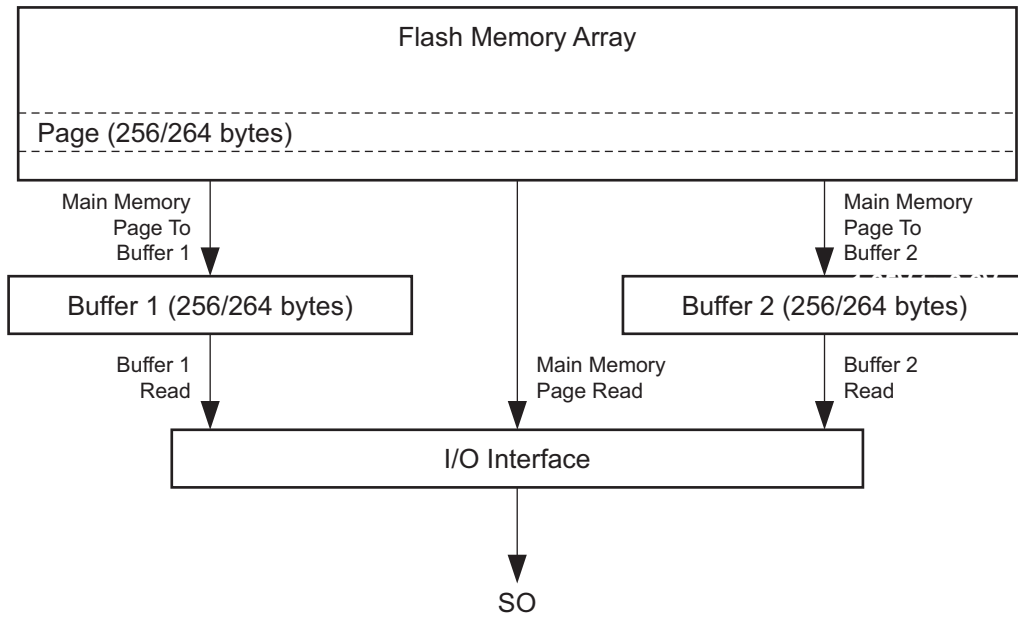 Flash Memory Array
Page (256/264 bytes)
Main Memory
Page To
Buffer 1
Main Memory
Page To
Buffer 2
Buffer 1 (256/264 bytes)
Buffer 2 (256/264 bytes)
Buffer 1
Read
Main Memory
Page Read
Buffer 2
Read
I/O Interface
SO